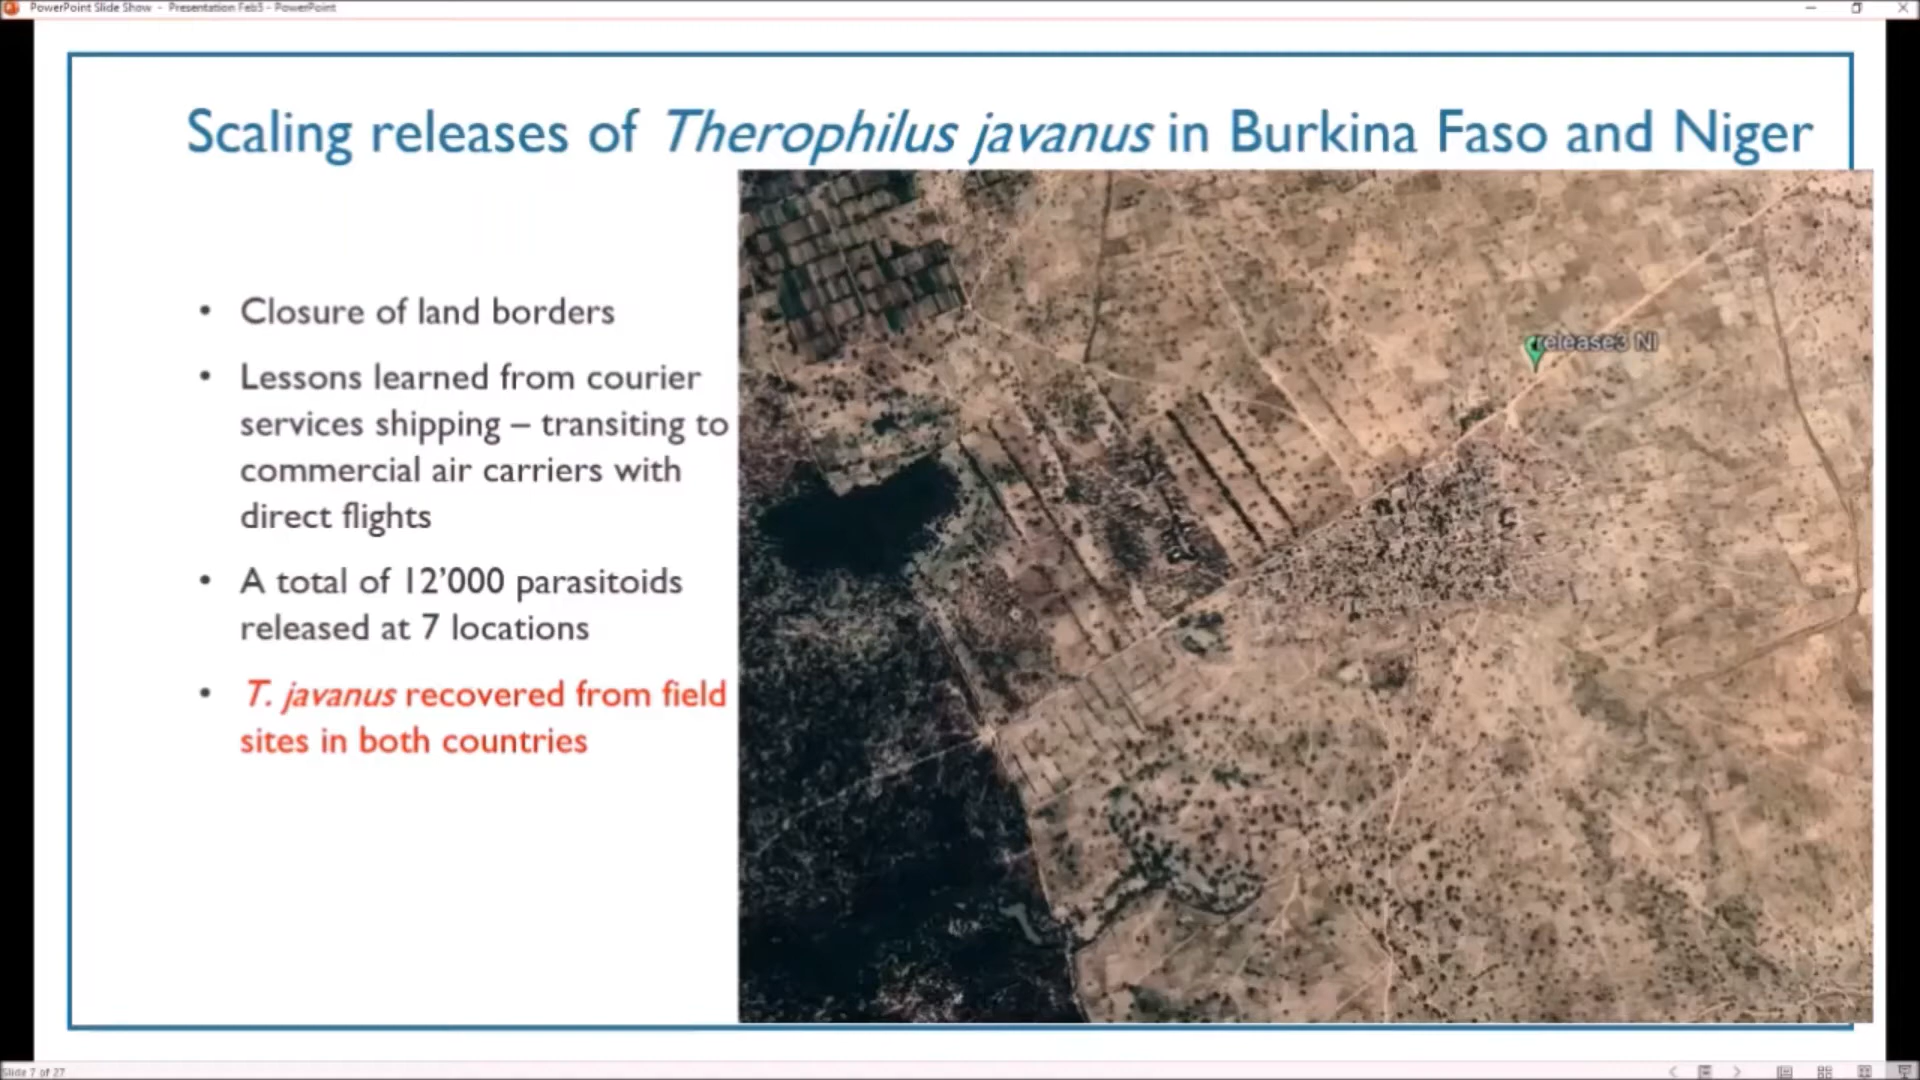 PowerPoint Slide Show - Presentation Feb5 - PowerPoint
Scaling releases of Therophilus javanus in Burkina Faso and Niger
• Closure of land borders
• Lessons learned from courier
services shipping – transiting to
commercial air carriers with
direct flights
• A total of 12’000 parasitoids
released at 7 locations
• T. javanus recovered from field
sites in both countries
release3 NI
Slide 7 of 27